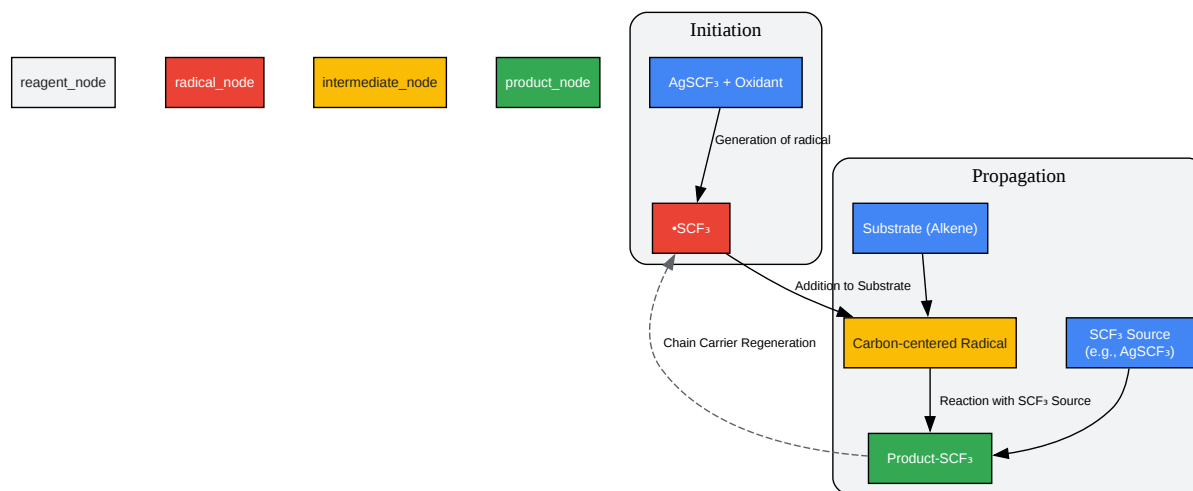 Initiation
reagent_node
radical_node
intermediate_node
product_node
AgSCF₃ + Oxidant
Generation of radical
Propagation
•SCF₃
Substrate (Alkene)
Addition to Substrate
Chain Carrier Regeneration
Carbon-centered Radical
SCF₃ Source
(e.g., AgSCF₃)
Reaction with SCF₃ Source
Product-SCF₃